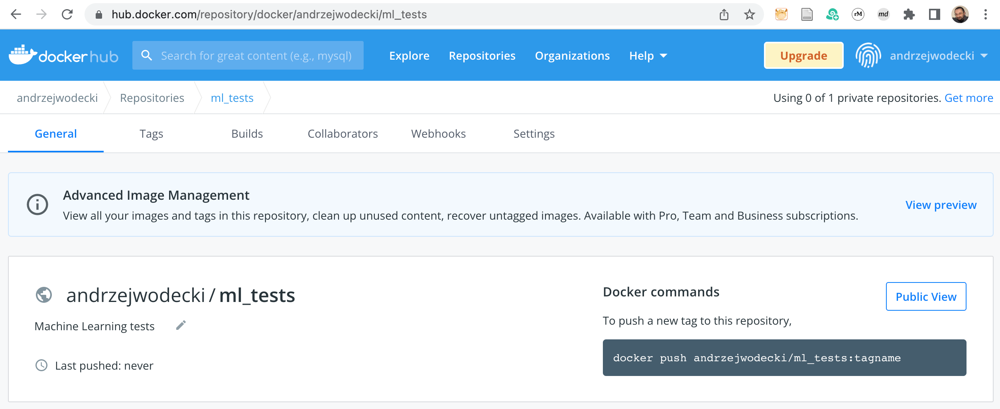 hub.docker.com/repository/docker/andrzejwodecki/ml_tests
rM
md
docker hub
Search for great content (e.g., mysql)
Explore
Repositories
Organizations
Help
Upgrade
andrzejwodecki
andrzejwodecki
Repositories
ml_tests
Using 0 of 1 private repositories. Get more
General
Tags
Builds
Collaborators
Webhooks
Settings
Advanced Image Management
View all your images and tags in this repository, clean up unused content, recover untagged images. Available with Pro, Team and Business subscriptions.
View preview
andrzejwodecki / ml_tests
Machine Learning tests
Last pushed: never
Docker commands
Public View
To push a new tag to this repository,
docker push andrzejwodecki/ml_tests:tagname